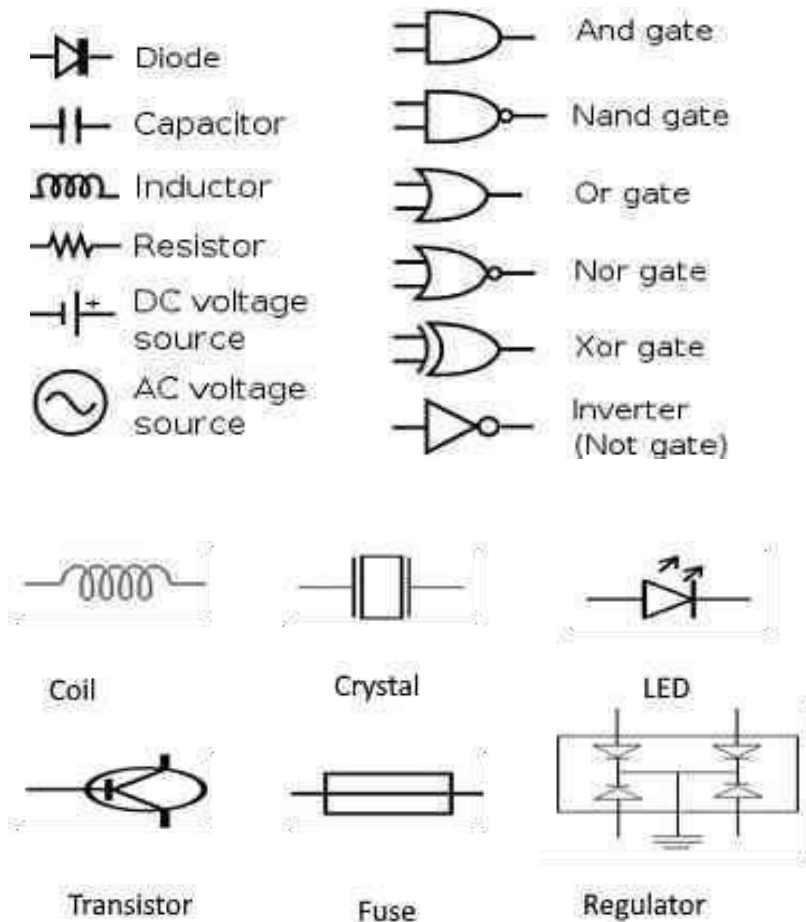 Diode
Capacitor
Inductor
Resistor
+
DC voltage
source
AC voltage
source
And gate
Nand gate
Or gate
Nor gate
Xor gate
Inverter
(Not gate)
Coil
Crystal
LED
Transistor
Fuse
Regulator